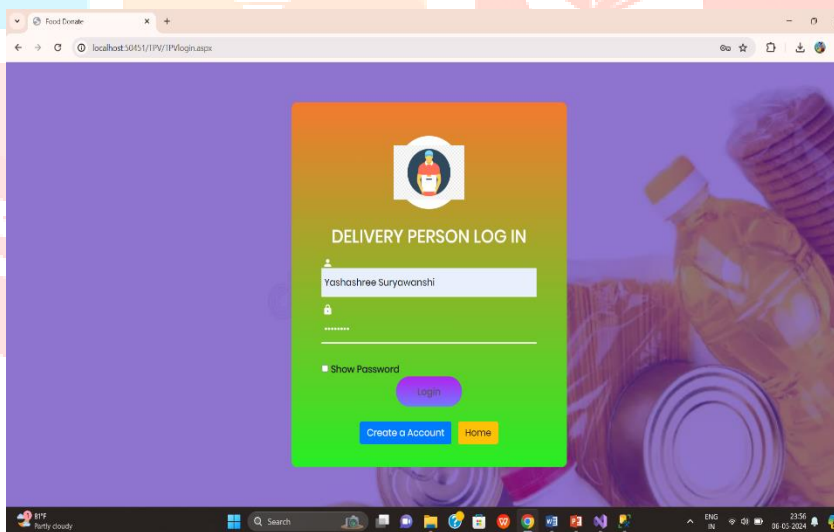 Food Donate
localhost:50451/TPV/TPVlogin.aspx
DELIVERY PERSON LOG IN
Yashashree Suryawanshi
Show Password
Login
Create a Account
Home
81°F
Partly cloudy
Search
ENG
IN
23:56
06-05-2024